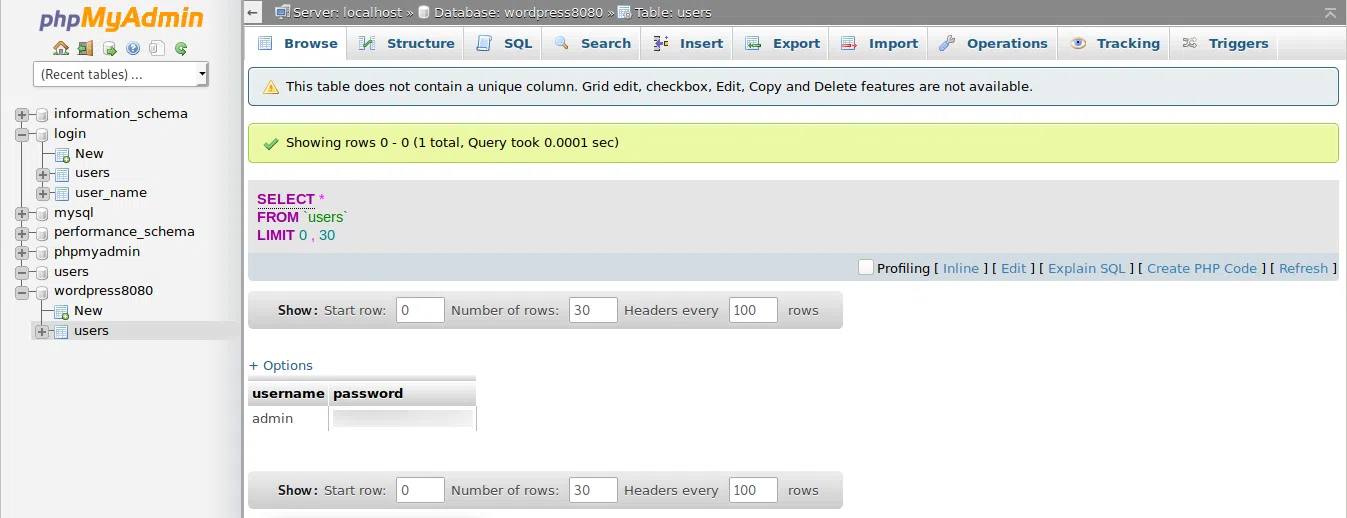 phpMyAdmin
(Recent tables) ...
information_schema
login
New
users
user_name
mysql
performance_schema
phpmyadmin
users
wordpress8080
New
users
Server: localhost » Database: wordpress8080 » Table: users
Browse Structure SQL Search Insert Export Import Operations Tracking Triggers
This table does not contain a unique column. Grid edit, checkbox, Edit, Copy and Delete features are not available.
Showing rows 0 - 0 (1 total, Query took 0.0001 sec)
SELECT *
FROM `users`
LIMIT 0 , 30
Profiling [ Inline ] [ Edit ] [ Explain SQL ] [ Create PHP Code ] [ Refresh ]
Show: Start row: 0 Number of rows: 30 Headers every 100 rows
+ Options
username password
admin
Show: Start row: 0 Number of rows: 30 Headers every 100 rows